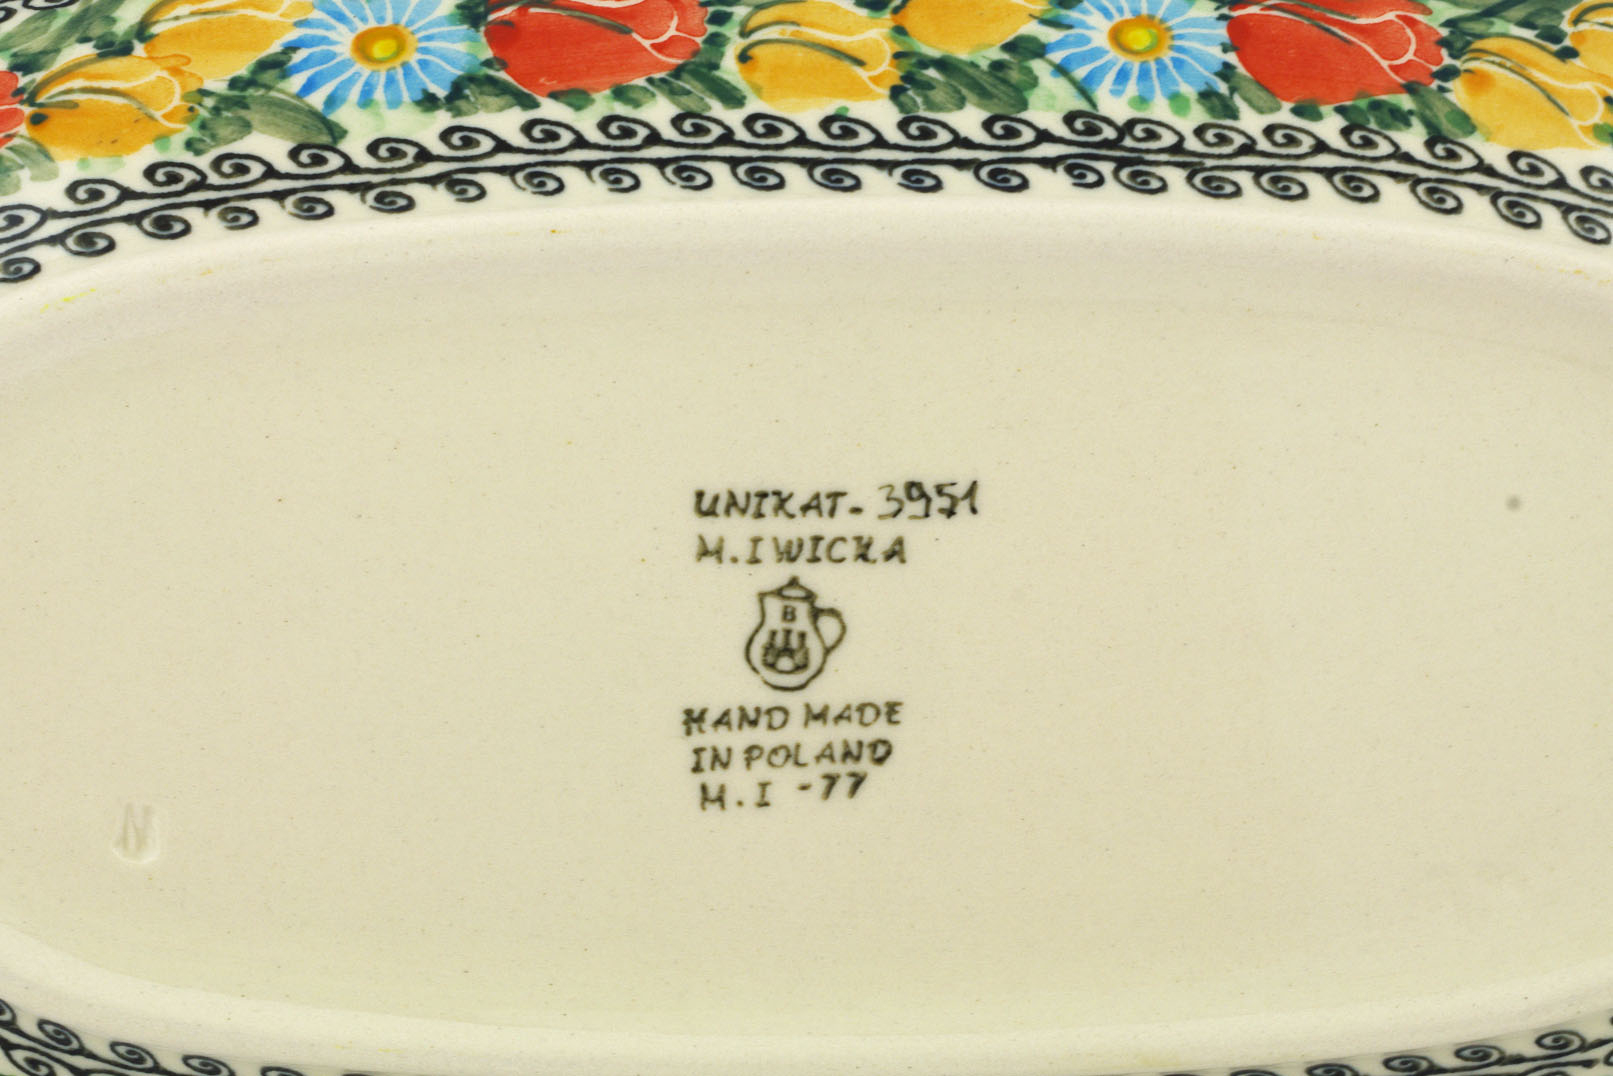 UNIKAT - 3951
M. IWICKA
B
HAND MADE
IN POLAND
M. I - 77
N